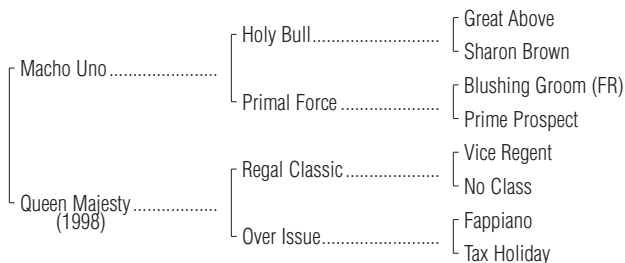 Great Above
Holy Bull..............................
Sharon Brown
Macho Uno.......................
Blushing Groom (FR)
Primal Force .......................
Prime Prospect
Vice Regent
Regal Classic......................
No Class
Queen Majesty ..................
(1998)
Fappiano
Over Issue...........................
Tax Holiday